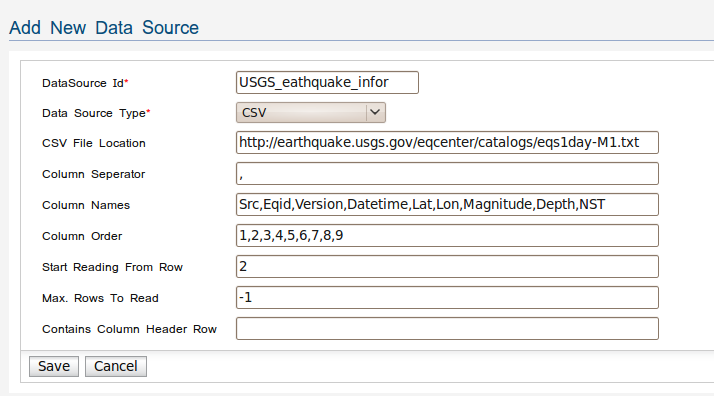 Add New Data Source
DataSource Id* USGS_eathquake_infor
Data Source Type* CSV
CSV File Location http://earthquake.usgs.gov/eqcenter/catalogs/eqs1day-M1.txt
Column Seperator ,
Column Names Src,Eqid,Version,Datetime,Lat,Lon,Magnitude,Depth,NST
Column Order 1,2,3,4,5,6,7,8,9
Start Reading From Row 2
Max. Rows To Read -1
Contains Column Header Row
Save Cancel